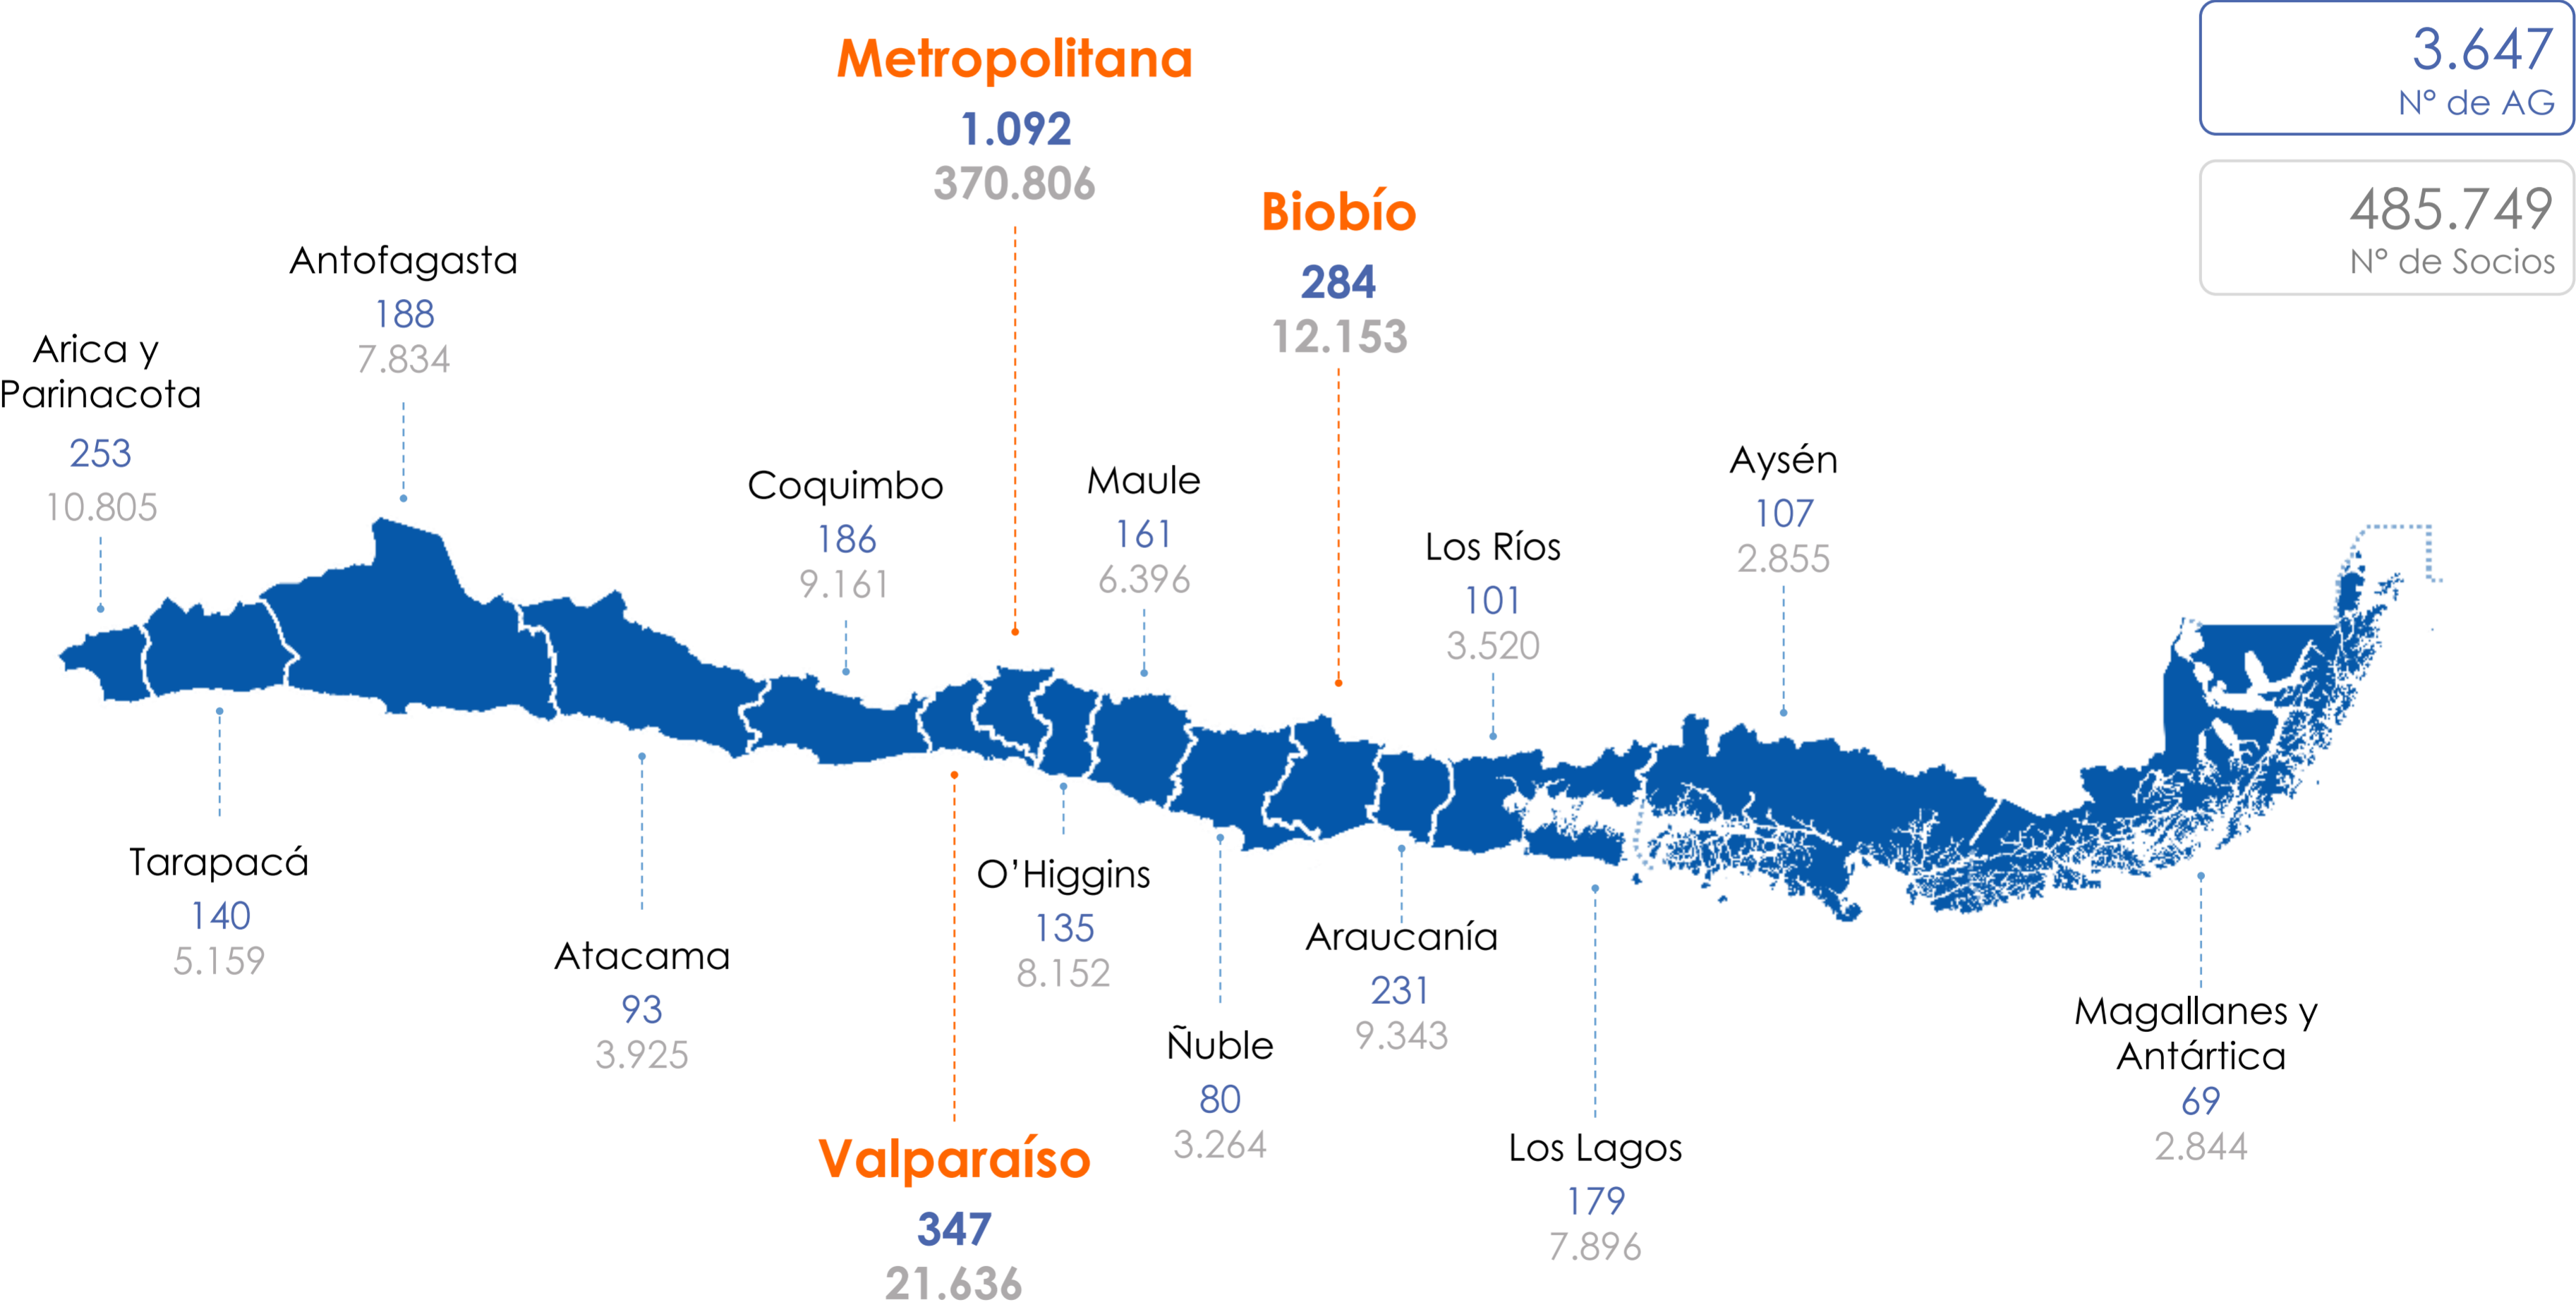 Metropolitana
1.092
370.806
3.647
N° de AG
485.749
N° de Socios
Biobío
284
12.153
Antofagasta
188
7.834
Arica y
Parinacota
253
10.805
Coquimbo
186
9.161
Maule
161
6.396
Los Ríos
101
3.520
Aysén
107
2.855
Tarapacá
140
5.159
Atacama
93
3.925
Valparaíso
347
21.636
O’Higgins
135
8.152
Ñuble
80
3.264
Araucanía
231
9.343
Los Lagos
179
7.896
Magallanes y
Antártica
69
2.844